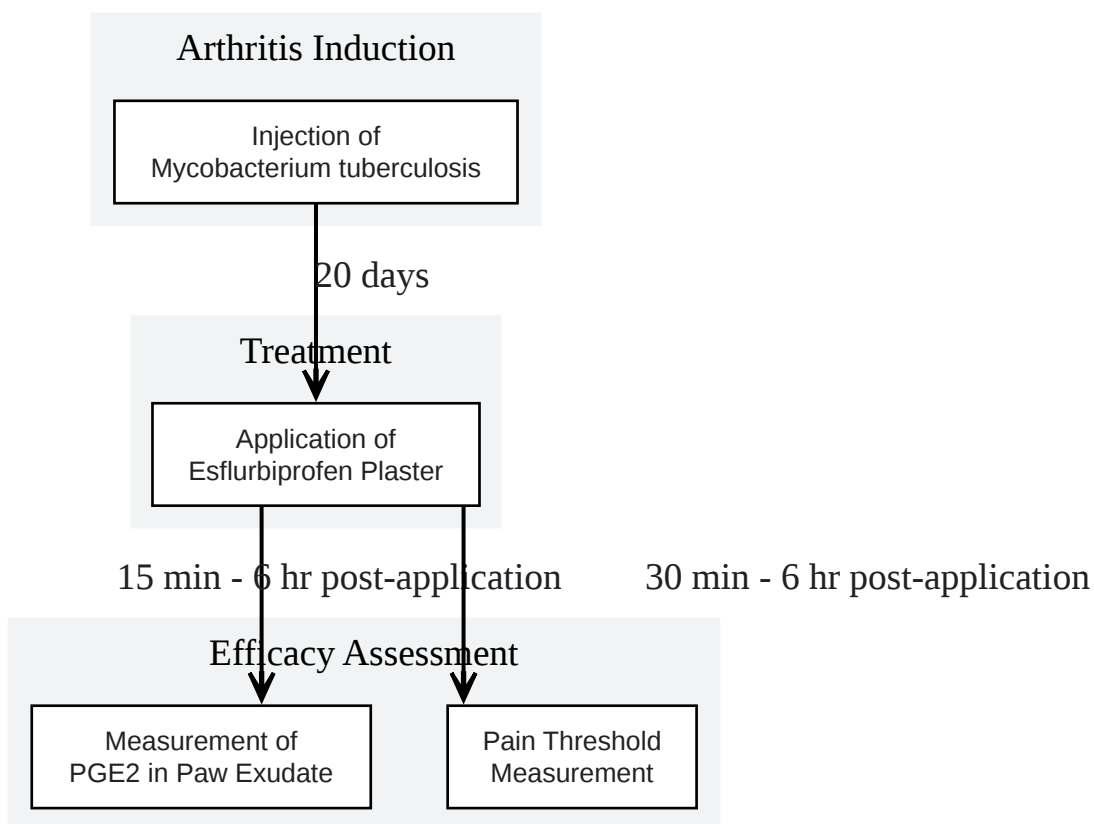 Arthritis Induction
Injection of
Mycobacterium tuberculosis
20 days
Treatment
Application of
Esflurbiprofen Plaster
15 min - 6 hr post-application
30 min - 6 hr post-application
Efficacy Assessment
Measurement of
PGE2 in Paw Exudate
Pain Threshold
Measurement